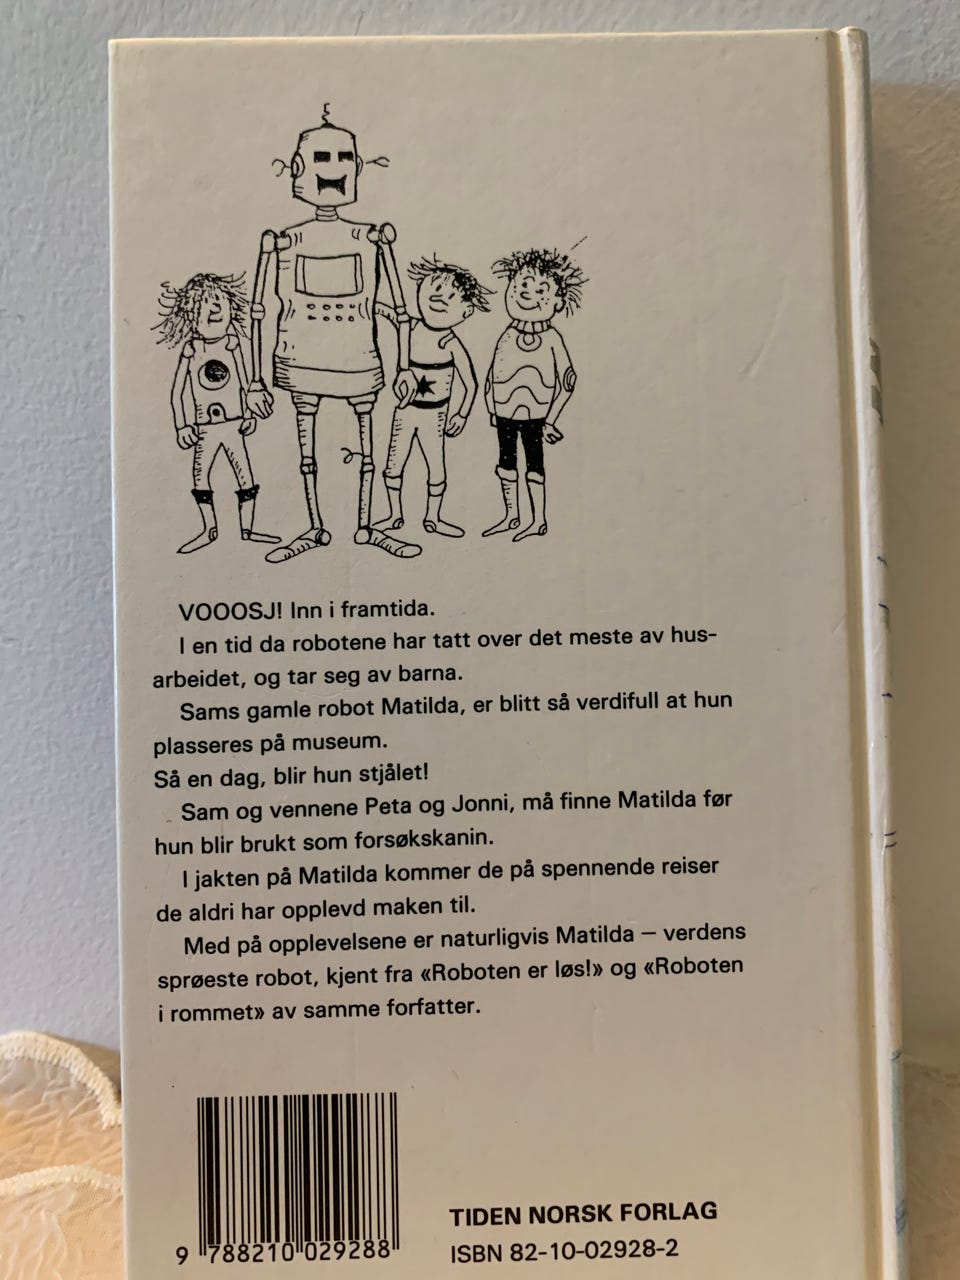 VOOOSJ! Inn i framtida.
I en tid da robotene har tatt over det meste av hus-
arbeidet, og tar seg av barna.
Sams gamle robot Matilda, er blitt så verdifull at hun
plasseres på museum.
Så en dag, blir hun stjålet!
Sam og vennene Peta og Jonni, må finne Matilda før
hun blir brukt som forsøkskanin.
I jakten på Matilda kommer de på spennende reiser
de aldri har opplevd maken til.
Med på opplevelsene er naturligvis Matilda – verdens
sprøeste robot, kjent fra «Roboten er løs!» og «Roboten
i rommet» av samme forfatter.
9 788210 029288
TIDEN NORSK FORLAG
ISBN 82-10-02928-2